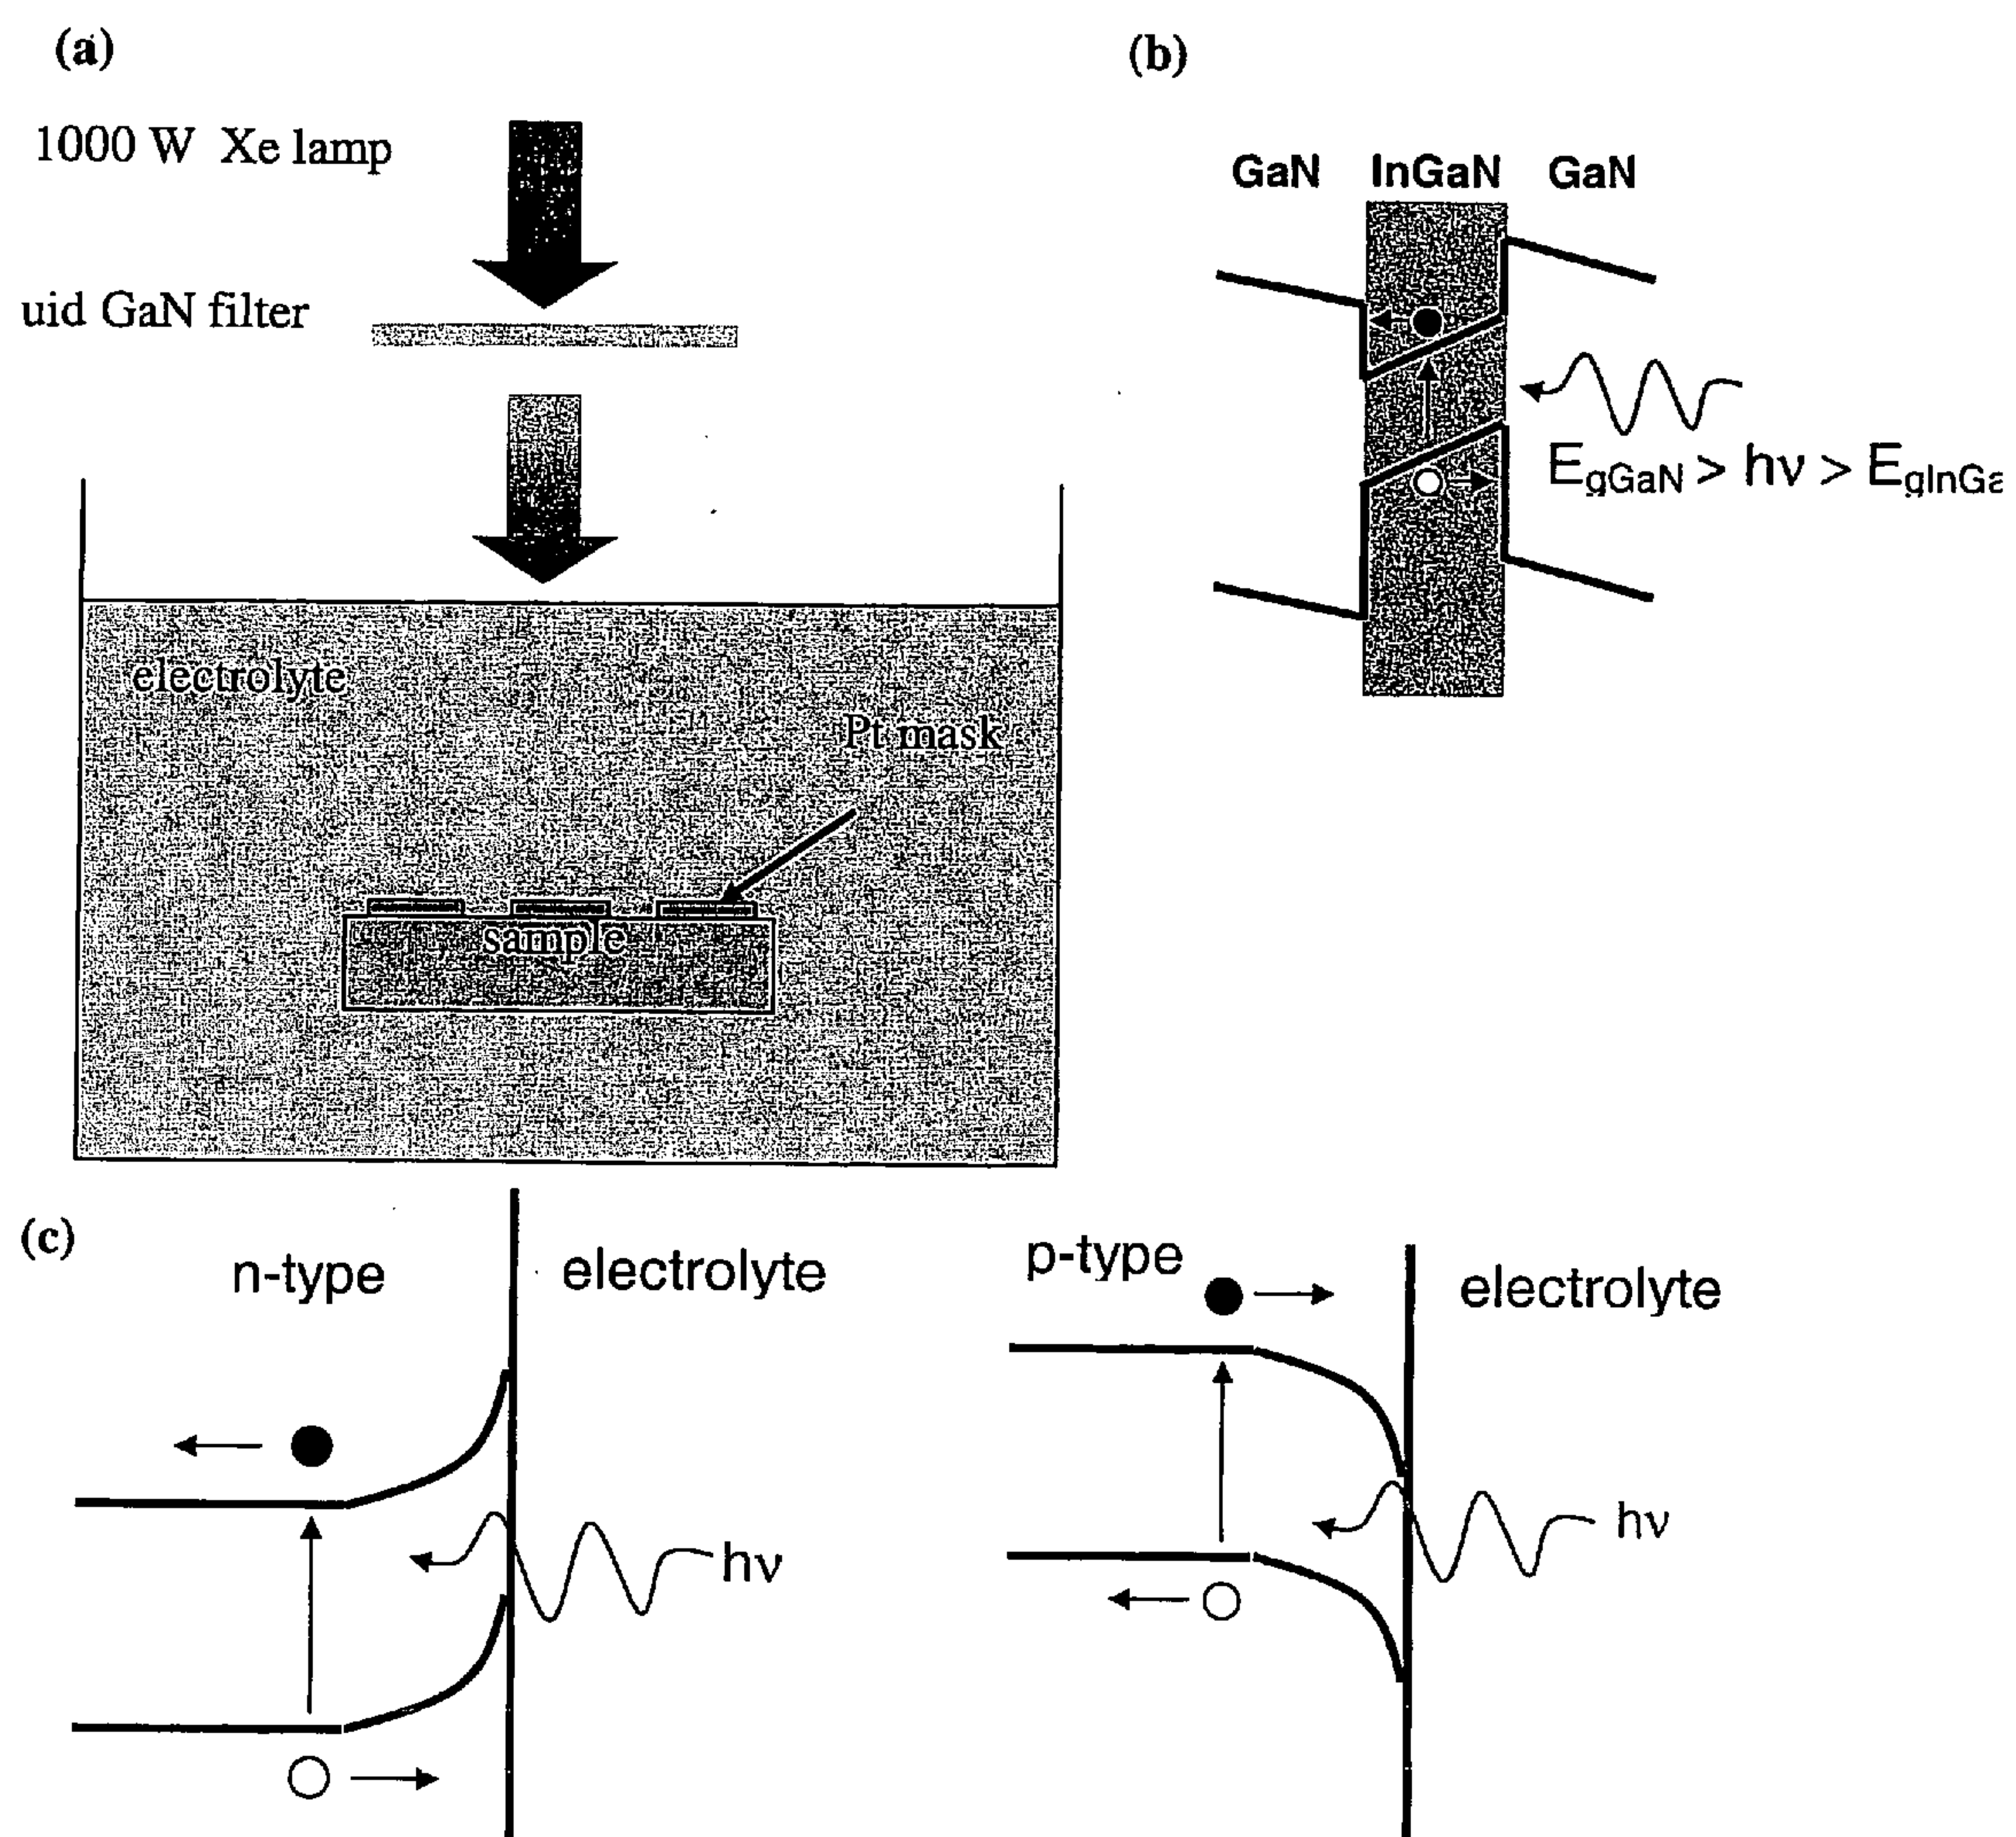 (a)
1000 W Xe lamp
uid GaN filter
electrolyte
Pt mask
sample
(b)
GaN InGaN GaN
EgGaN > hν > EgInGa
(c)
n-type electrolyte
hν
p-type electrolyte
hν